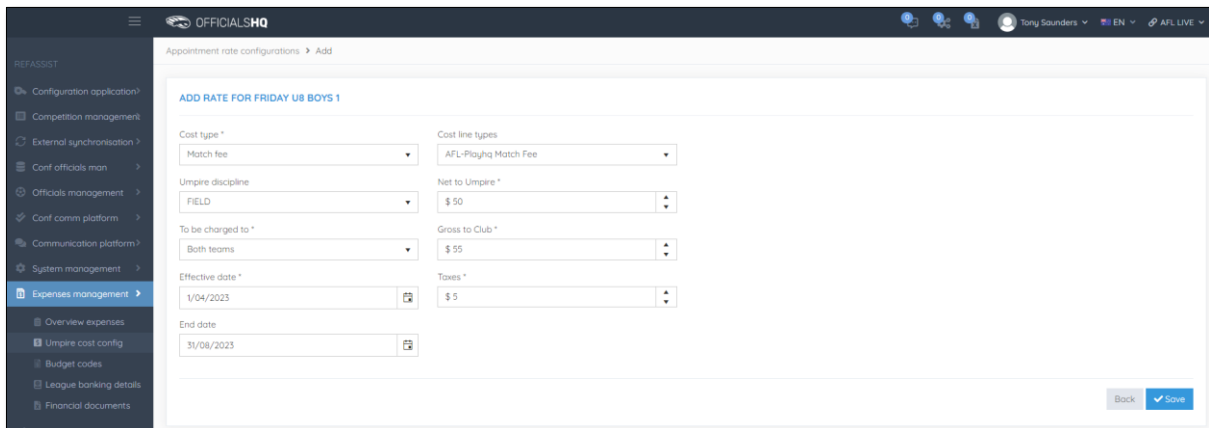 OFFICIALSHQ
0 0 0 Tony Saunders EN AFL LIVE
Appointment rate configurations > Add
REFASSIST
Configuration application
Competition management
External synchronisation
Conf officials man
Officials management
Conf comm platform
Communication platform
System management
Expenses management
Overview expenses
Umpire cost config
Budget codes
League banking details
Financial documents
ADD RATE FOR FRIDAY U8 BOYS 1
Cost type * Cost line types
Match fee AFL-Playhq Match Fee
Umpire discipline Net to Umpire *
FIELD $ 50
To be charged to * Gross to Club *
Both teams $ 55
Effective date * Taxes *
1/04/2023 $ 5
End date
31/08/2023
Back Save